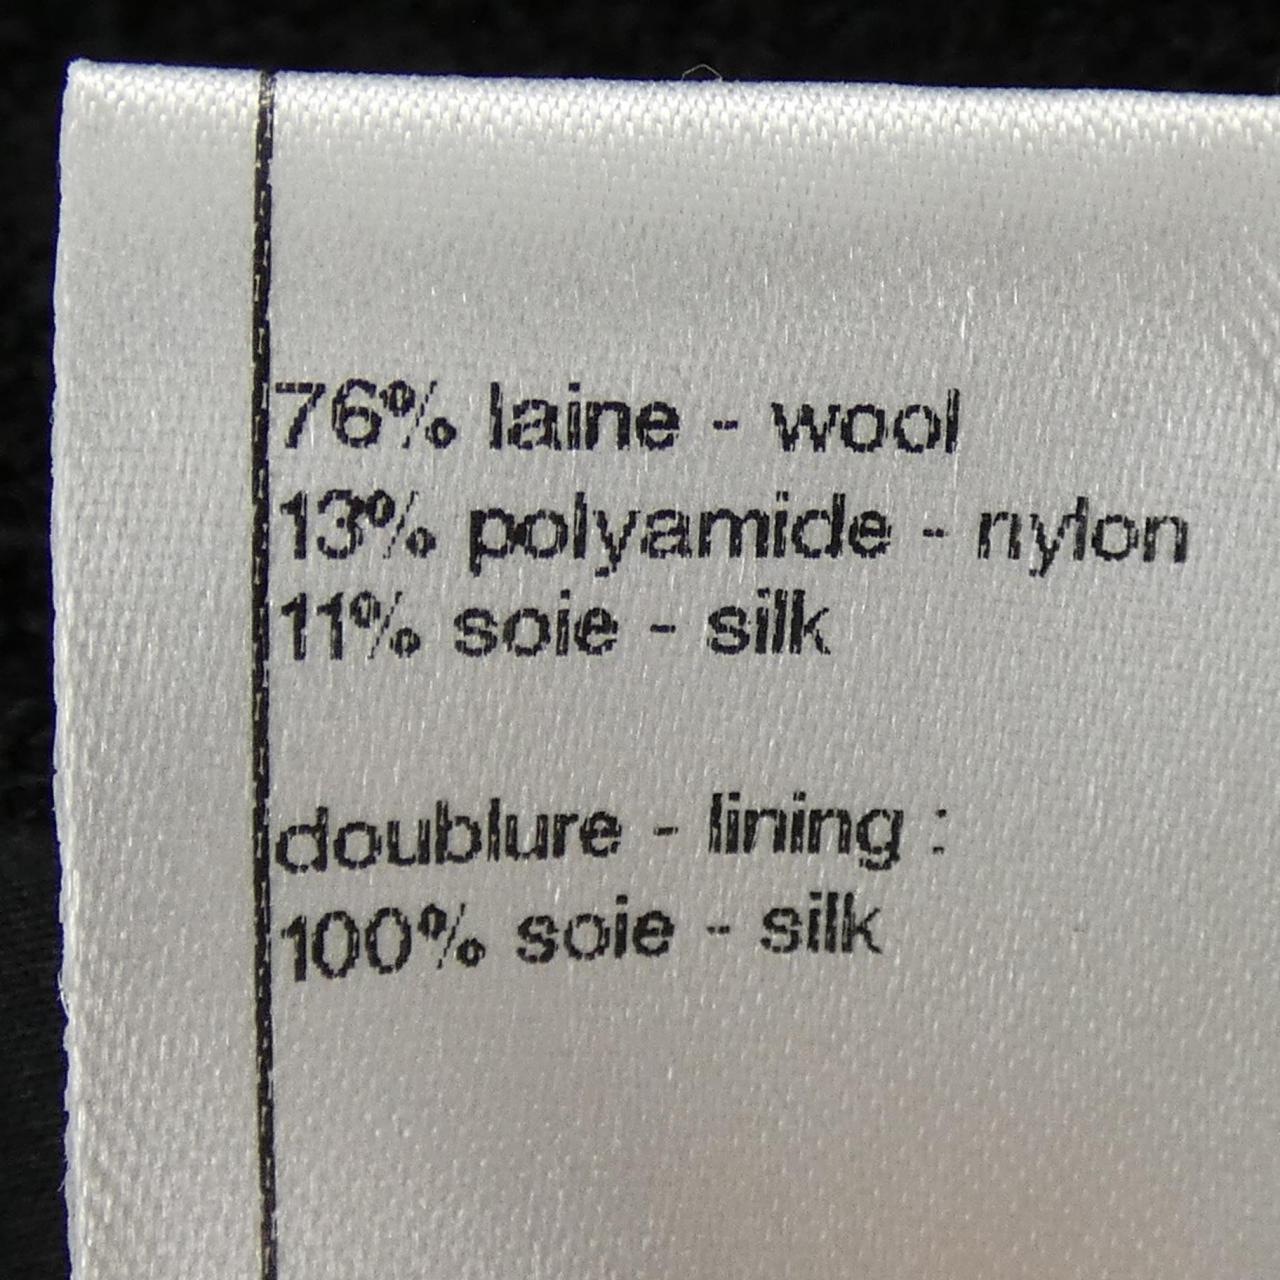 76% laine - wool
13% polyamide - nylon
11% soie - silk
doublure - lining :
100% soie - silk